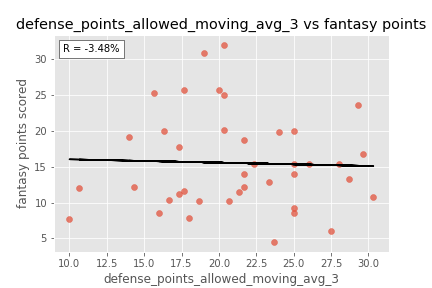 defense_points_allowed_moving_avg_3 vs fantasy points
R = -3.48%
fantasy points scored
30
25
20
15
10
5
10.0 12.5 15.0 17.5 20.0 22.5 25.0 27.5 30.0
defense_points_allowed_moving_avg_3